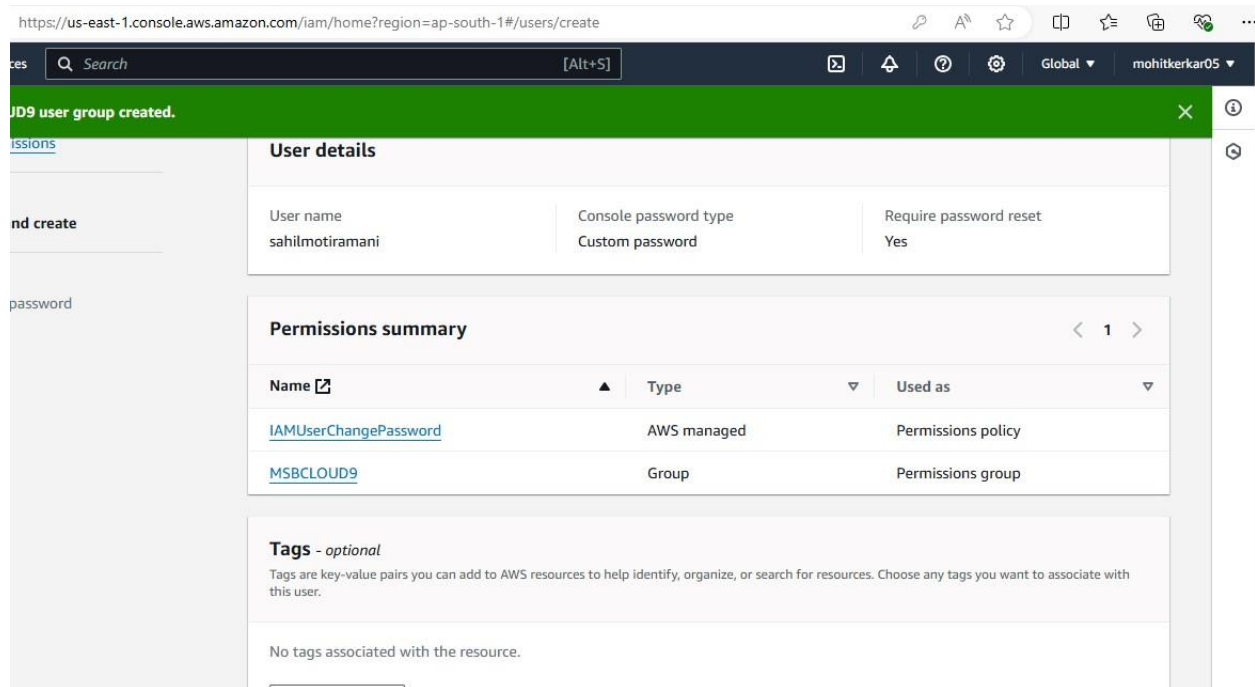 https://us-east-1.console.aws.amazon.com/iam/home?region=ap-south-1#/users/create
Search [Alt+S] Global mohitkerkar05
user group created.
User details
and create
User name Console password type Require password reset
sahilmotiramani Custom password Yes
password
Permissions summary 1
Name Type Used as
IAMUserChangePassword AWS managed Permissions policy
MSBCLOUD9 Group Permissions group
Tags - optional
Tags are key-value pairs you can add to AWS resources to help identify, organize, or search for resources. Choose any tags you want to associate with
this user.
No tags associated with the resource.